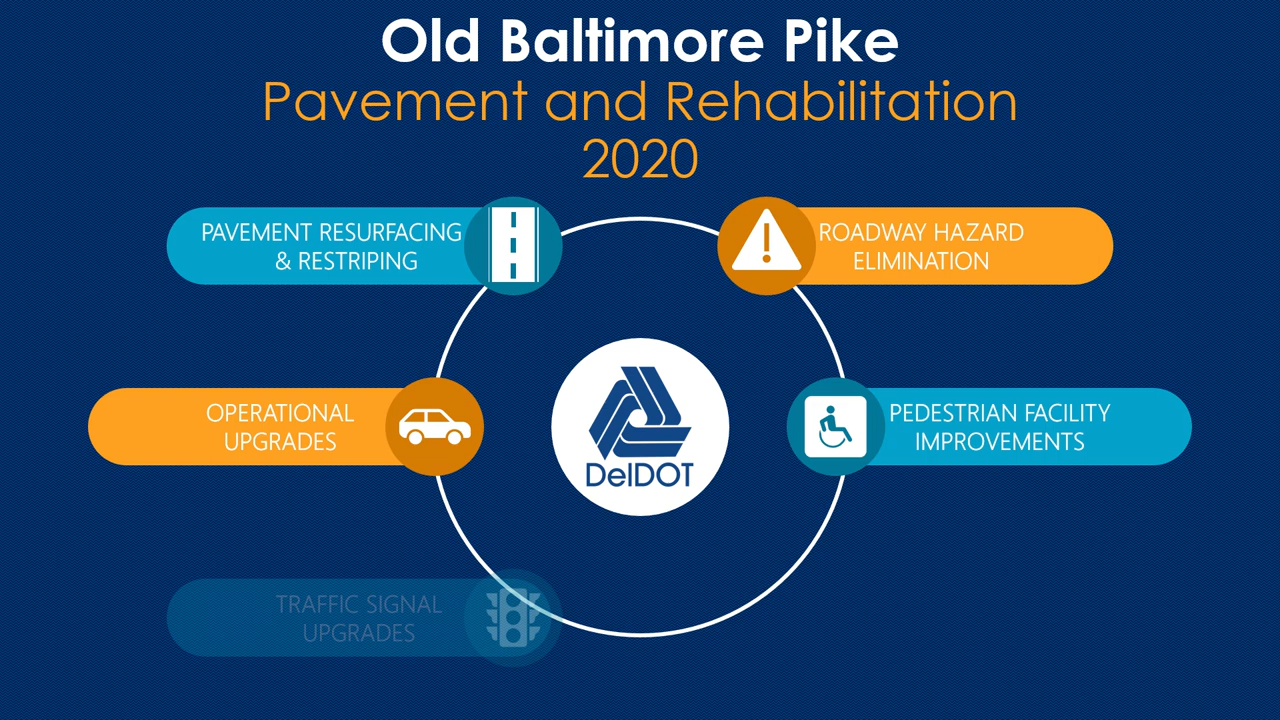 Old Baltimore Pike
Pavement and Rehabilitation
2020
PAVEMENT RESURFACING
& RESTRIPING
ROADWAY HAZARD
ELIMINATION
OPERATIONAL
UPGRADES
DelDOT
PEDESTRIAN FACILITY
IMPROVEMENTS
TRAFFIC SIGNAL
UPGRADES